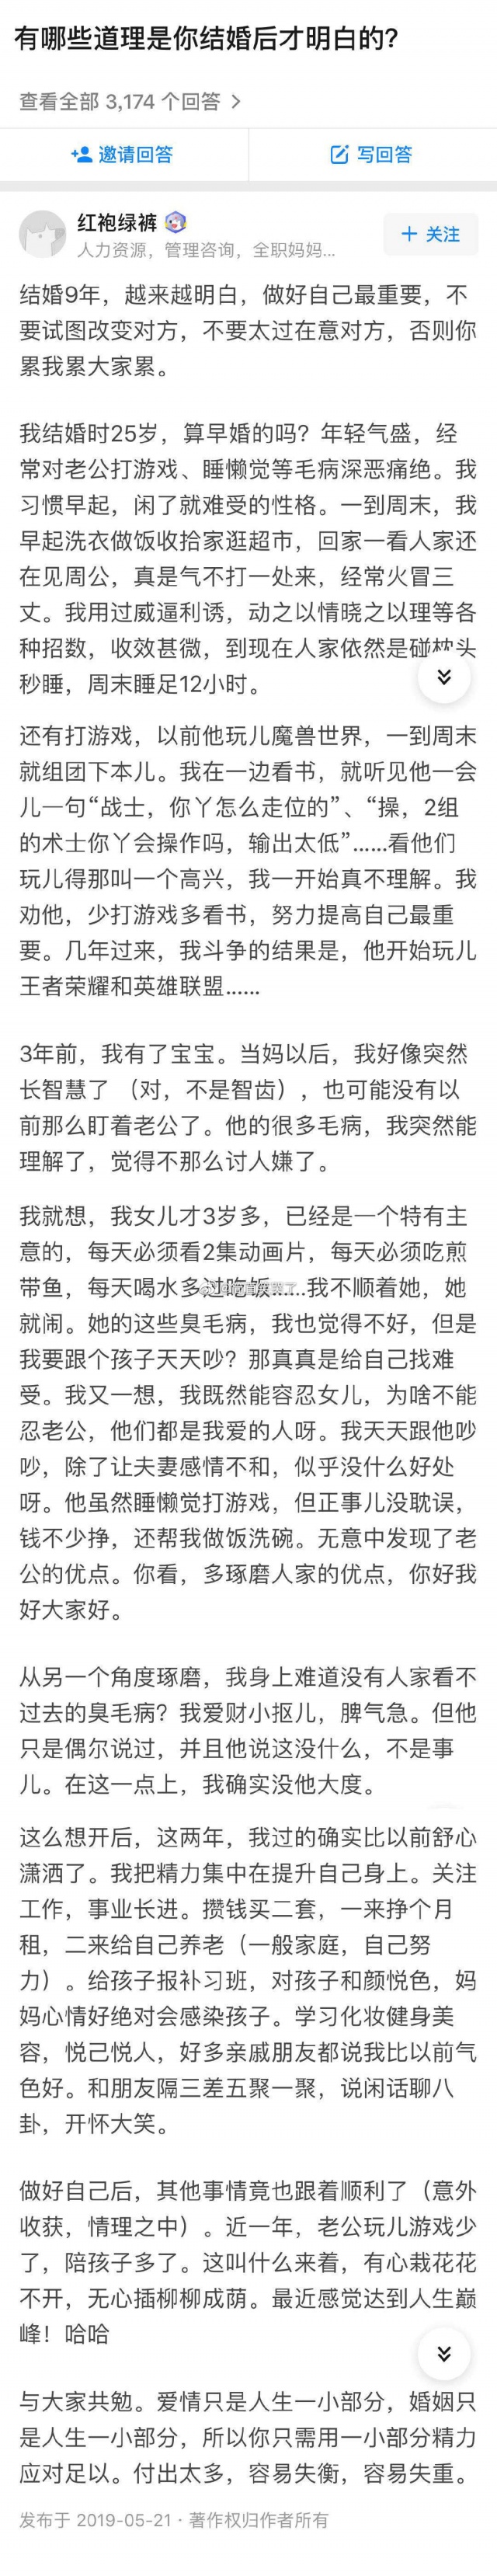 有哪些道理是你结婚后才明白的?
查看全部 3,174 个回答
邀请回答
写回答
红袍绿裤
+ 关注
人力资源，管理咨询，全职妈妈...
结婚9年，越来越明白，做好自己最重要，不
要试图改变对方，不要太过在意对方，否则你
累我累大家累。
我结婚时25岁，算早婚的吗？年轻气盛，经
常对老公打游戏、睡懒觉等毛病深恶痛绝。我
习惯早起，闲了就难受的性格。一到周末，我
早起洗衣做饭收拾家逛超市，回家一看人家还
在见周公，真是气不打一处来，经常火冒三
丈。我用过威逼利诱，动之以情晓之以理等各
种招数，收效甚微，到现在人家依然是碰枕头
秒睡，周末睡足12小时。
还有打游戏，以前他玩儿魔兽世界，一到周末
就组团下本儿。我在一边看书，就听见他一会
儿一句“战士，你丫怎么走位的”、“操，2组
的术士你丫会操作吗，输出太低”......看他们
玩儿得那叫一个高兴，我一开始真不理解。我
劝他，少打游戏多看书，努力提高自己最重
要。几年过来，我斗争的结果是，他开始玩儿
王者荣耀和英雄联盟......
3年前，我有了宝宝。当妈以后，我好像突然
长智慧了 （对，不是智齿），也可能没有以
前那么盯着老公了。他的很多毛病，我突然能
理解了，觉得不那么讨人嫌了。
我就想，我女儿才3岁多，已经是一个特有主
意的，每天必须看2集动画片，每天必须吃煎
带鱼，每天喝水多过吃饭......我不顺着她，她
就闹。她的这些臭毛病，我也觉得不好，但是
我要跟个孩子天天吵？那真真是给自己找难
受。我又一想，我既然能容忍女儿，为啥不能
忍老公，他们都是我爱的人呀。我天天跟他吵
吵，除了让夫妻感情不和，似乎没什么好处
呀。他虽然睡懒觉打游戏，但正事儿没耽误，
钱不少挣，还帮我做饭洗碗。无意中发现了老
公的优点。你看，多琢磨人家的优点，你好我
好大家好。
从另一个角度琢磨，我身上难道没有人家看不
过去的臭毛病？我爱财小抠儿，脾气急。但他
只是偶尔说过，并且他说这没什么，不是事
儿。在这一点上，我确实没他大度。
这么想开后，这两年，我过的确实比以前舒心
潇洒了。我把精力集中在提升自己身上。关注
工作，事业长进。攒钱买二套，一来挣个月
租，二来给自己养老（一般家庭，自己努
力）。给孩子报补习班，对孩子和颜悦色，妈
妈心情好绝对会感染孩子。学习化妆健身美
容，悦己悦人，好多亲戚朋友都说我比以前气
色好。和朋友隔三差五聚一聚，说闲话聊八
卦，开怀大笑。
做好自己后，其他事情竟也跟着顺利了（意外
收获，情理之中）。近一年，老公玩儿游戏少
了，陪孩子多了。这叫什么来着，有心栽花花
不开，无心插柳柳成荫。最近感觉达到人生巅
峰！哈哈
与大家共勉。爱情只是人生一小部分，婚姻只
是人生一小部分，所以你只需用一小部分精力
应对足以。付出太多，容易失衡，容易失重。
发布于 2019-05-21 · 著作权归作者所有